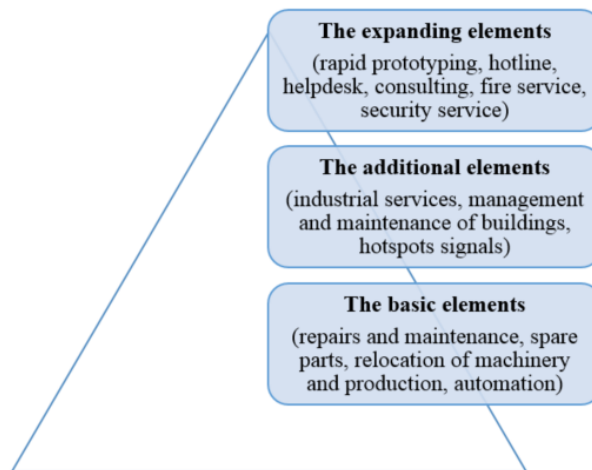 The expanding elements
(rapid prototyping, hotline,
helpdesk, consulting, fire service,
security service)
The additional elements
(industrial services, management
and maintenance of buildings,
hotspots signals)
The basic elements
(repairs and maintenance, spare
parts, relocation of machinery
and production, automation)